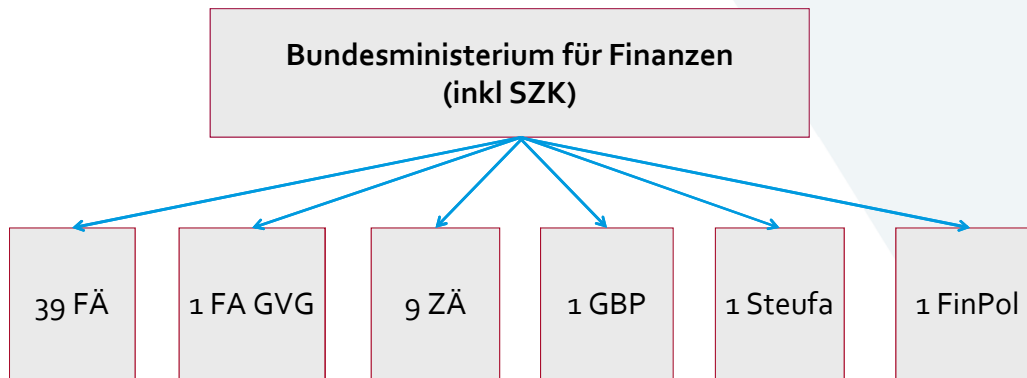 Bundesministerium für Finanzen
(inkl SZK)
39 FÄ
1 FA GVG
9 ZÄ
1 GBP
1 Steufa
1 FinPol